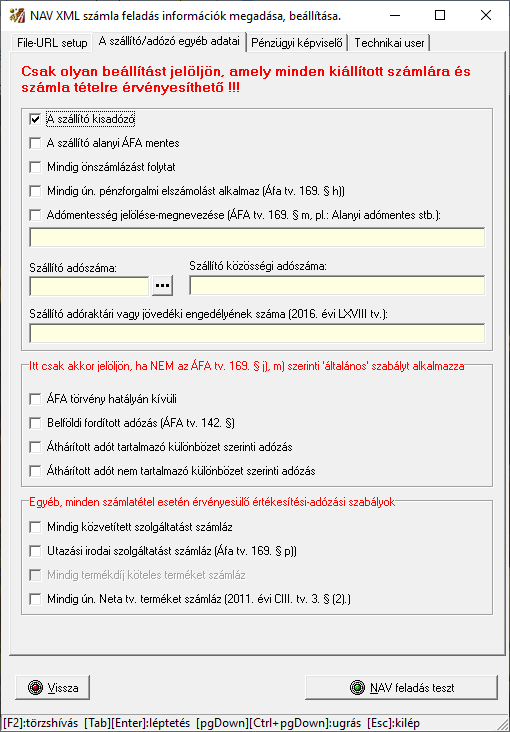 NAV XML számla feladás információk megadása, beállítása.
File-URL setup
A szállító/adózó egyéb adatai
Pénzügyi képviselő
Technikai user
Csak olyan beállítást jelöljön, amely minden kiállított számlára és
számla tételre érvényesíthető !!!
A szállító kisadózó
A szállító alanyi ÁFA mentes
Mindig önszámlázást folytat
Mindig ún. pénzforgalmi elszámolást alkalmaz (Áfa tv. 169. § h))
Adómentesség jelölése-megnevezése (ÁFA tv. 169. § m, pl.: Alanyi adómentes stb.):
Szállító adószáma:
Szállító közösségi adószáma:
...
Szállító adóraktári vagy jövedéki engedélyének száma (2016. évi LXVIII tv.):
Itt csak akkor jelöljön, ha NEM az ÁFA tv. 169. § j), m) szerinti 'általános' szabályt alkalmazza
ÁFA törvény hatályán kívüli
Belföldi fordított adózás (ÁFA tv. 142. §)
Áthárított adót tartalmazó különbözet szerinti adózás
Áthárított adót nem tartalmazó különbözet szerinti adózás
Egyéb, minden számlatétel esetén érvényesülő értékesítési-adózási szabályok
Mindig közvetített szolgáltatást számláz
Utazási irodai szolgáltatást számláz (Áfa tv. 169. § p))
Mindig termékdíj köteles terméket számláz
Mindig ún. Neta tv. terméket számláz (2011. évi CIII. tv. 3. § (2).)
Vissza
NAV feladás teszt
[F2]:törzshívás [Tab][Enter]:léptetés [pgDown][Ctrl+pgDown]:ugrás [Esc]:kilép